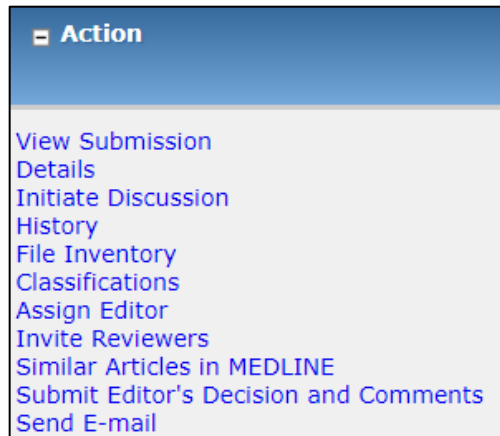 Action
View Submission
Details
Initiate Discussion
History
File Inventory
Classifications
Assign Editor
Invite Reviewers
Similar Articles in MEDLINE
Submit Editor's Decision and Comments
Send E-mail